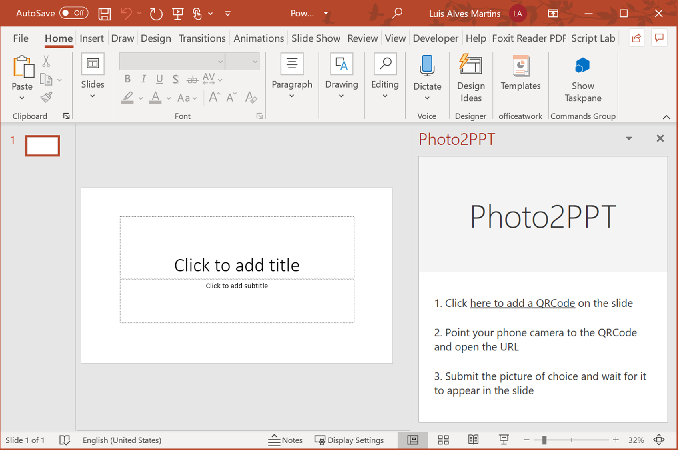 AutoSave Off Pow... Luis Alves Martins LA
File Home Insert Draw Design Transitions Animations Slide Show Review View Developer Help Foxit Reader PDF Script Lab
Paste Slides B I U S ab AV Aa A A Paragraph Drawing Editing Dictate Design Ideas Templates Show Taskpane
Clipboard Font Voice Designer officeatwork Commands Group
1
Photo2PPT
Photo2PPT
Click to add title
Click to add subtitle
1. Click here to add a QRCode on the slide
2. Point your phone camera to the QRCode
and open the URL
3. Submit the picture of choice and wait for it
to appear in the slide
Slide 1 of 1 English (United States) Notes Display Settings 32%